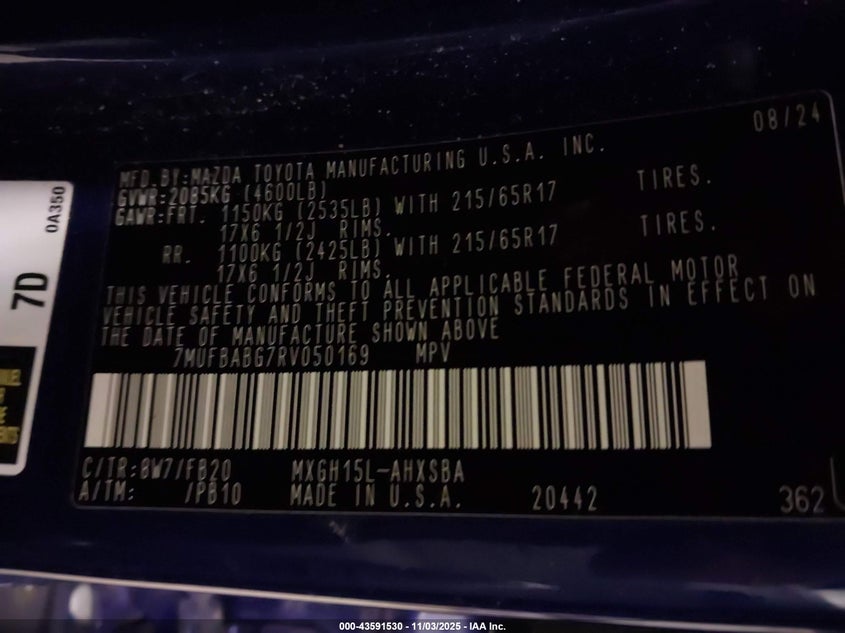 08/24
MFD.BY:MAZDA TOYOTA MANUFACTURING U.S.A. INC.
GVWR:2085KG (4600LB)
GAWR:FRT. 1150KG (2535LB) WITH 215/65R17 TIRES.
17X6 1/2J RIMS.
RR. 1100KG (2425LB) WITH 215/65R17 TIRES.
17X6 1/2J RIMS.
THIS VEHICLE CONFORMS TO ALL APPLICABLE FEDERAL MOTOR
VEHICLE SAFETY AND THEFT PREVENTION STANDARDS IN EFFECT ON
THE DATE OF MANUFACTURE SHOWN ABOVE
7MUFBABG7RV050169 MPV
C/TR:8W7/FB20 MXGH15L-AHXSBA
A/TM: /PB10 MADE IN U.S.A. 20442 362
0A350
7D
000-43591530 - 11/03/2025 - IAA Inc.